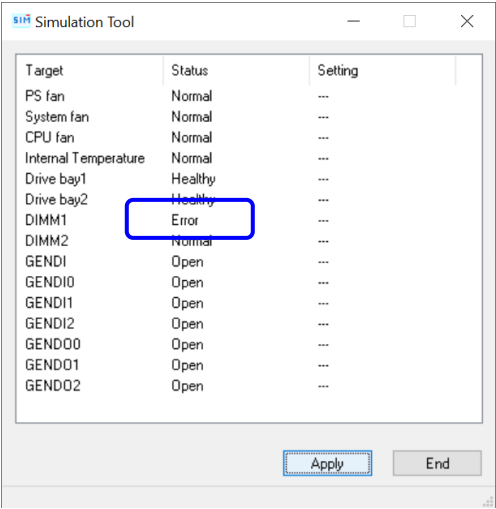 SIM Simulation Tool
Target Status Setting
PS fan Normal ---
System fan Normal ---
CPU fan Normal ---
Internal Temperature Normal ---
Drive bay1 Healthy ---
Drive bay2 Healthy ---
DIMM1 Error ---
DIMM2 Normal ---
GENDI Open ---
GENDI0 Open ---
GENDI1 Open ---
GENDI2 Open ---
GENDO0 Open ---
GENDO1 Open ---
GENDO2 Open ---
Apply End